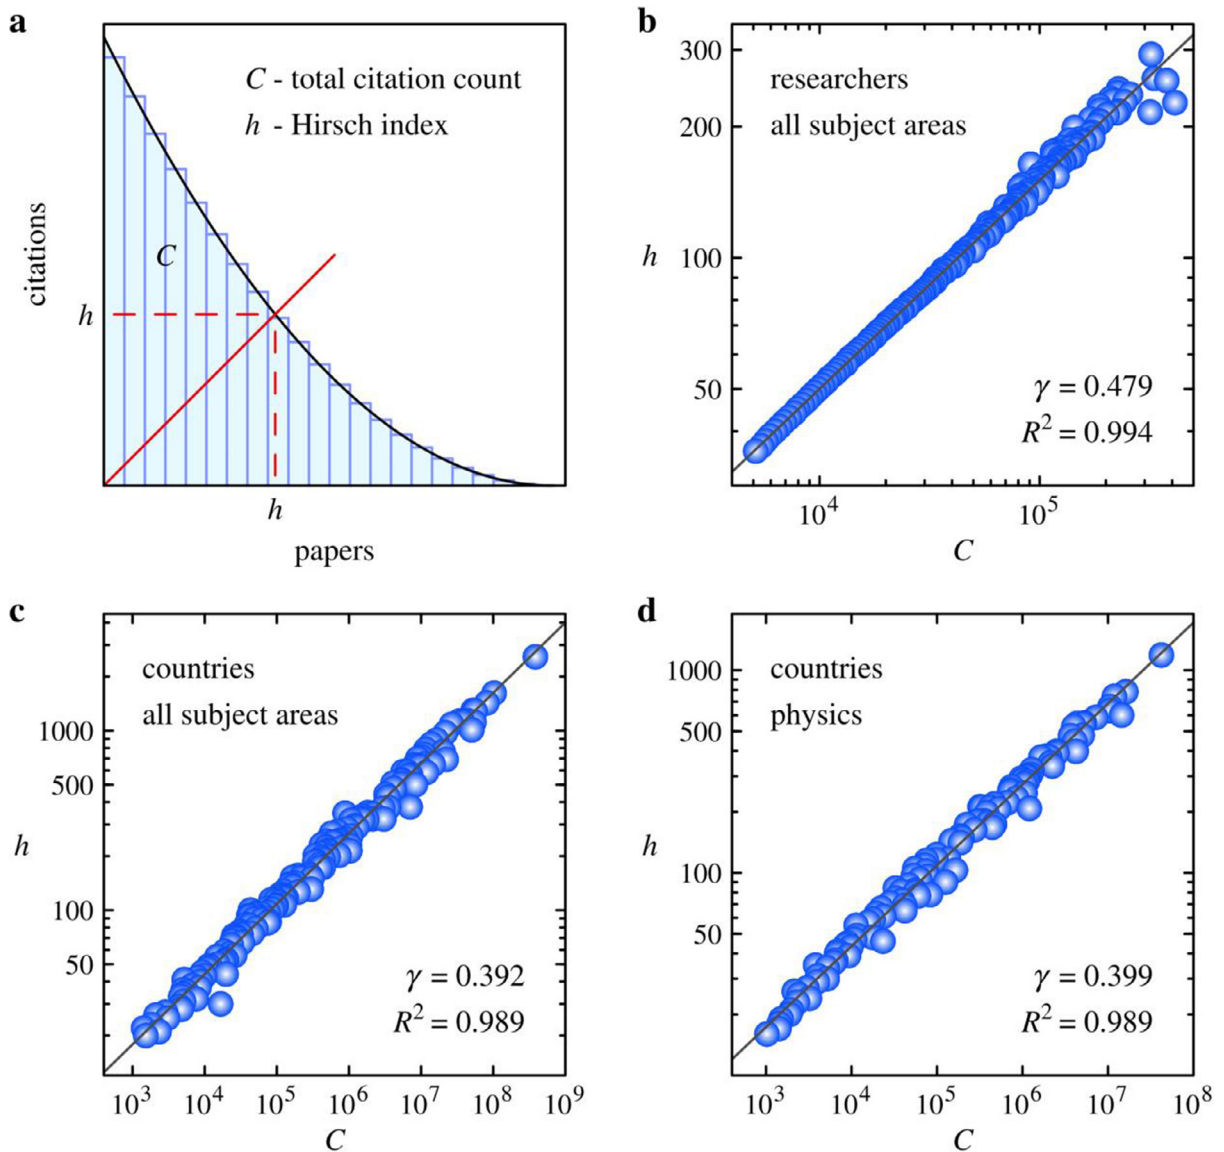 a
C - total citation count
h - Hirsch index
C
citations
h
h
papers
b
researchers
all subject areas
300
200
100
50
h
γ = 0.479
R² = 0.994
10⁴ 10⁵
C
c
countries
all subject areas
1000
500
100
50
h
γ = 0.392
R² = 0.989
10³ 10⁴ 10⁵ 10⁶ 10⁷ 10⁸ 10⁹
C
d
countries
physics
1000
500
100
50
h
γ = 0.399
R² = 0.989
10³ 10⁴ 10⁵ 10⁶ 10⁷ 10⁸
C